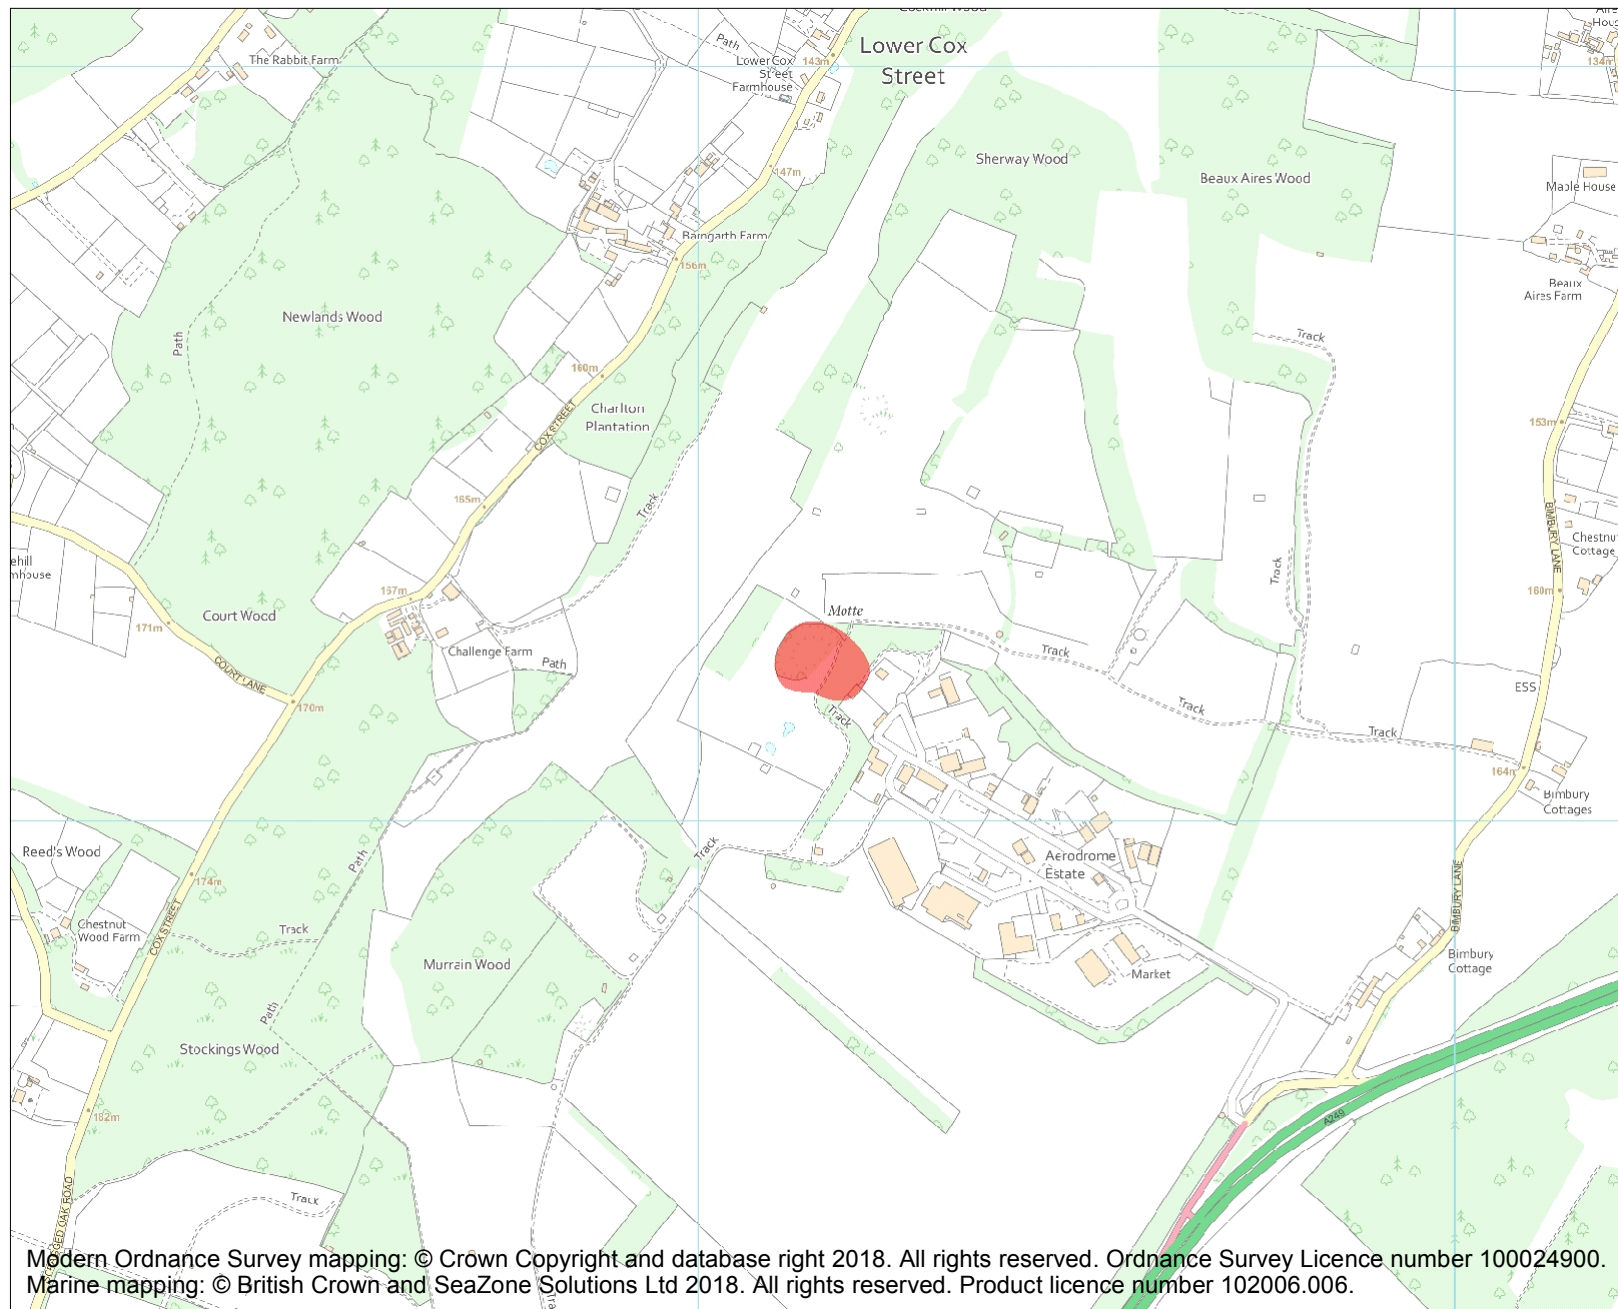 Cockhill Wood
Lower Cox
Street
The Rabbit Farm
Path
Lower Cox
Street
Farmhouse
143m
134m
147m
Sherway Wood
Beaux Aires Wood
Maple House
Barngarth Farm
156m
Beaux
Aires Farm
Newlands Wood
Path
Track
160m
Charlton
Plantation
COX STREET
153m
165m
Track
BIMBURY LANE
Chestnut
Cottage
Track
167m
160m
Motte
Court Wood
171m
Challenge Farm
Path
Track
COURT LANE
ESS
170m
Track
Track
Track
164m
Bimbury
Cottages
Reed's Wood
Track
Path
Aerodrome
Estate
174m
BIMBURY LANE
Chestnut
Wood Farm
COX STREET
Track
Murrain Wood
Market
Bimbury
Cottage
Path
Stockings Wood
182m
A249
Track
Track
Modern Ordnance Survey mapping: © Crown Copyright and database right 2018. All rights reserved. Ordnance Survey Licence number 100024900.
Marine mapping: © British Crown and SeaZone Solutions Ltd 2018. All rights reserved. Product licence number 102006.006.